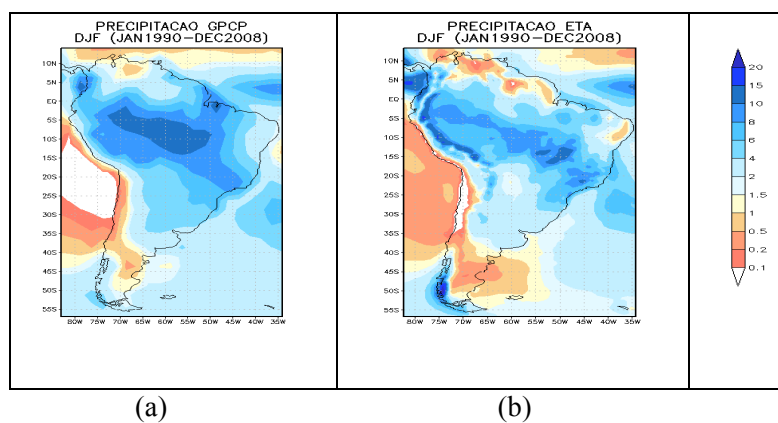 PRECIPITACAO GPCP
DJF (JAN1990-DEC2008)
10N
5N
EQ
5S
10S
15S
20S
25S
30S
35S
40S
45S
50S
55S
80W 75W 70W 65W 60W 55W 50W 45W 40W 35W
PRECIPITACAO ETA
DJF (JAN1990-DEC2008)
10N
5N
EQ
5S
10S
15S
20S
25S
30S
35S
40S
45S
50S
55S
80W 75W 70W 65W 60W 55W 50W 45W 40W 35W
20
15
10
8
6
4
2
1.5
1
0.5
0.2
0.1
(a)
(b)